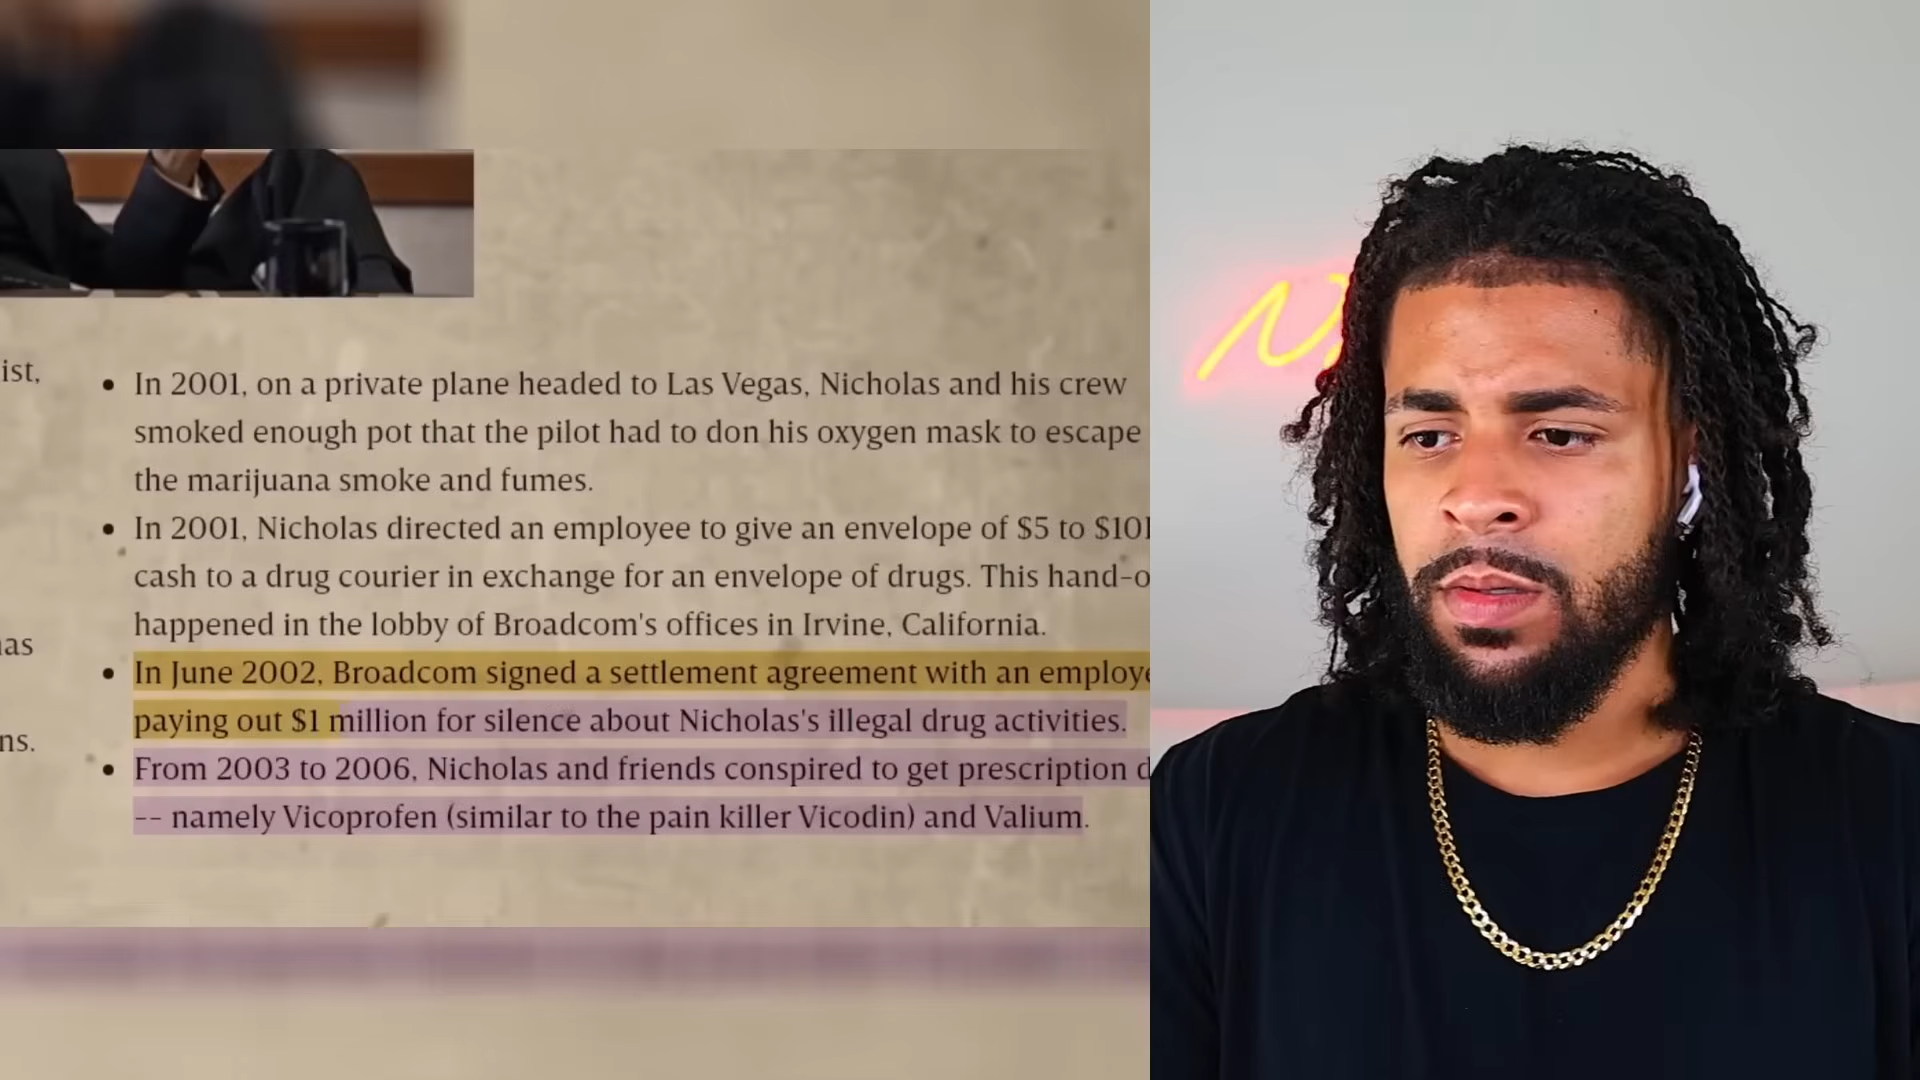 ist,
as
ns.
In 2001, on a private plane headed to Las Vegas, Nicholas and his crew
smoked enough pot that the pilot had to don his oxygen mask to escape
the marijuana smoke and fumes.
In 2001, Nicholas directed an employee to give an envelope of $5 to $10
cash to a drug courier in exchange for an envelope of drugs. This hand-o
happened in the lobby of Broadcom's offices in Irvine, California.
In June 2002, Broadcom signed a settlement agreement with an employe
paying out $1 million for silence about Nicholas's illegal drug activities.
From 2003 to 2006, Nicholas and friends conspired to get prescription d
-- namely Vicoprofen (similar to the pain killer Vicodin) and Valium.